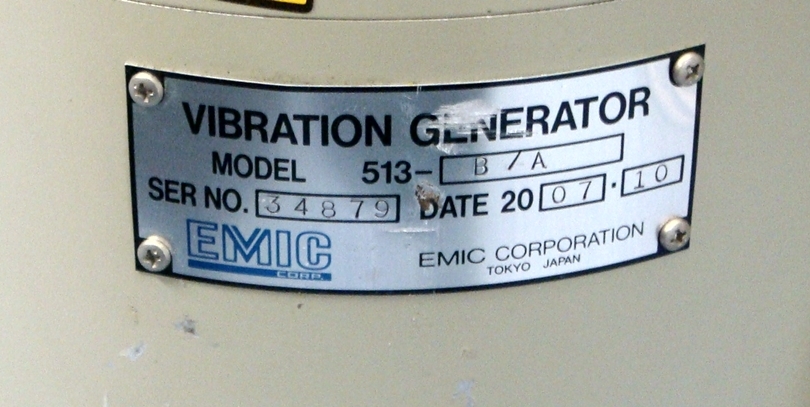 VIBRATION GENERATOR
MODEL 513-B/A
SER NO. 34879 DATE 2007.10
EMIC
CORP.
EMIC CORPORATION
TOKYO JAPAN